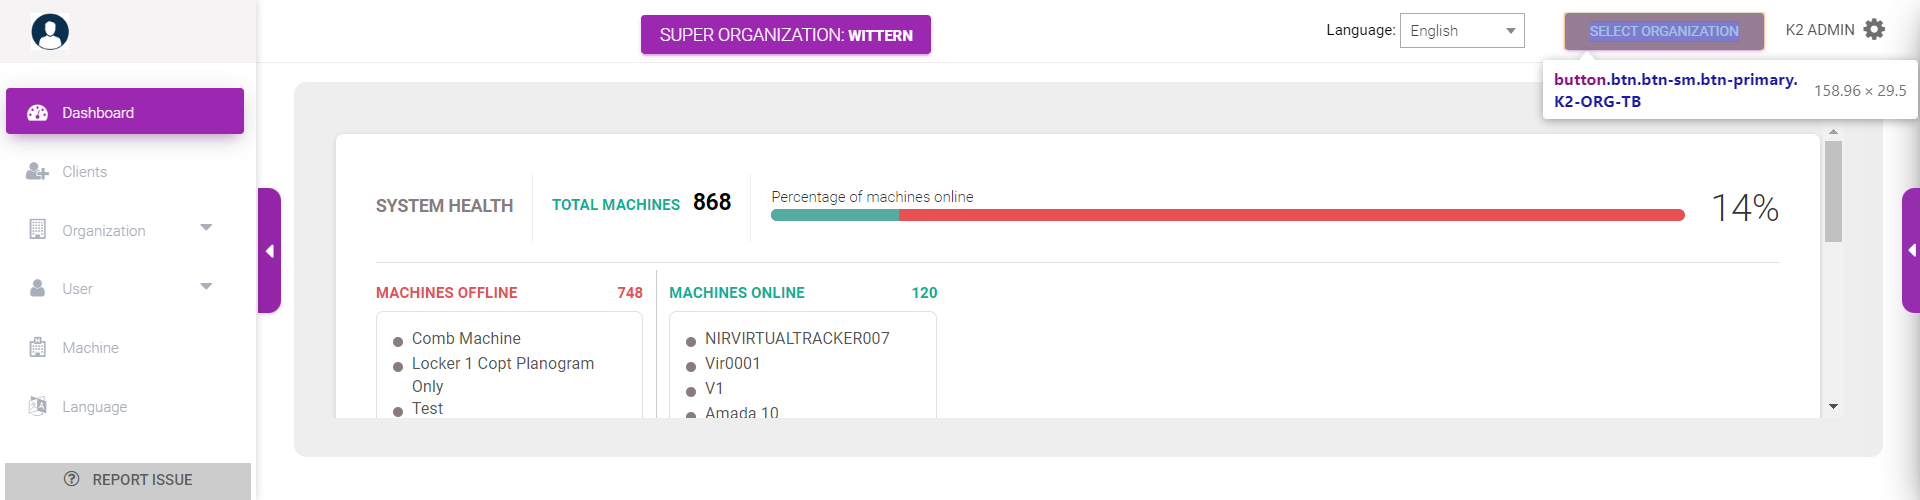 SUPER ORGANIZATION: WITTERN
Language: English
SELECT ORGANIZATION
K2 ADMIN
button.btn.btn-sm.btn-primary.
K2-ORG-TB
158.96 × 29.5
Dashboard
Clients
Organization
User
Machine
Language
REPORT ISSUE
SYSTEM HEALTH
TOTAL MACHINES 868
Percentage of machines online
14%
MACHINES OFFLINE 748
Comb Machine
Locker 1 Copt Planogram
Only
Test
MACHINES ONLINE 120
NIRVIRTUALTRACKER007
Vir0001
V1
Amada 10